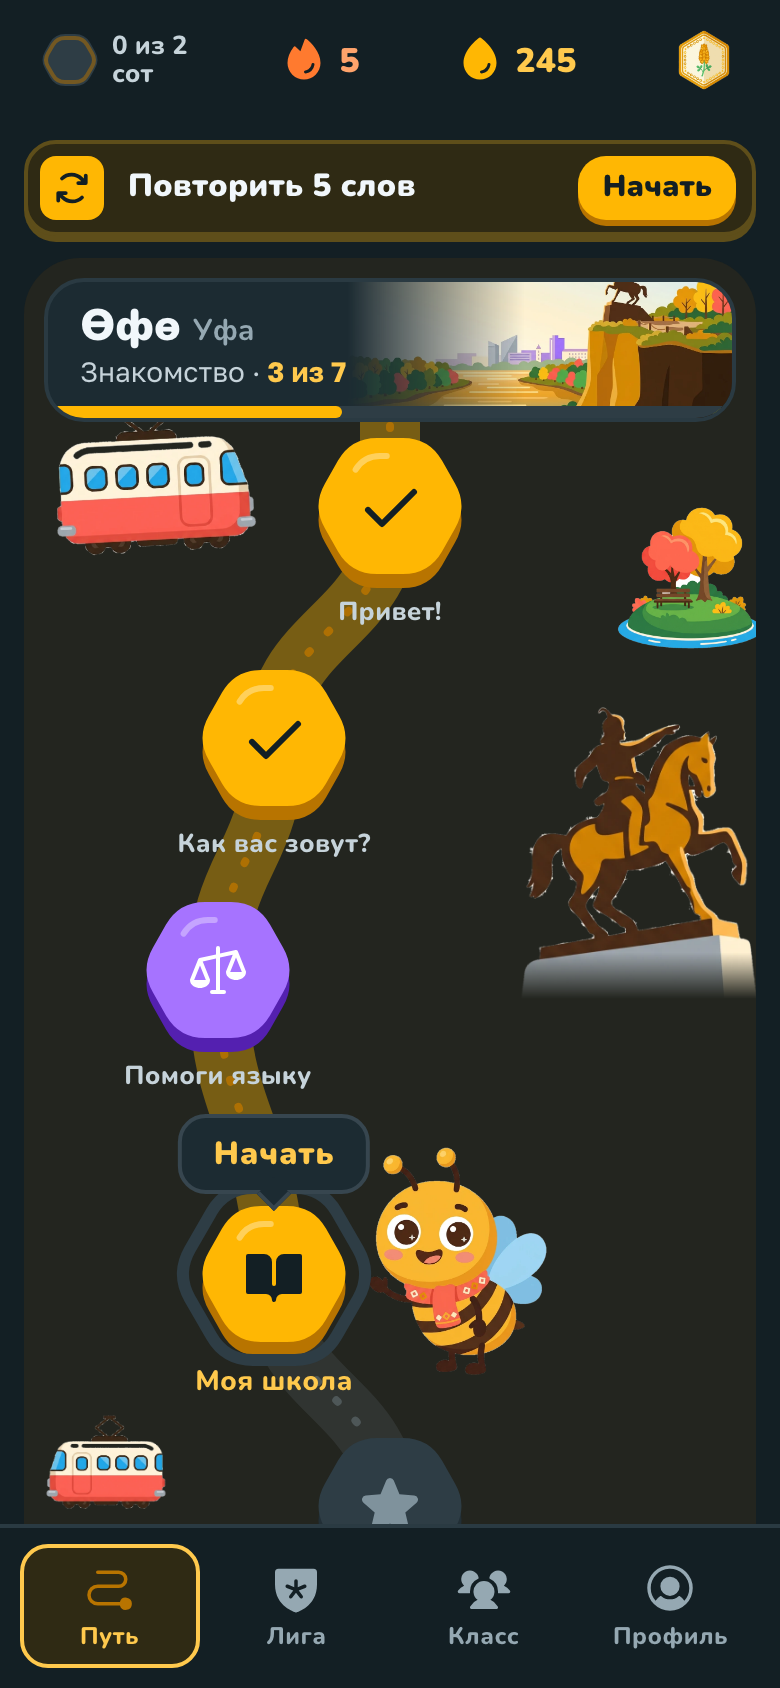 0 из 2
сот
5
245
Повторить 5 слов
Начать
Өфө Уфа
Знакомство · 3 из 7
Привет!
Как вас зовут?
Помоги языку
Начать
Моя школа
Путь
Лига
Класс
Профиль